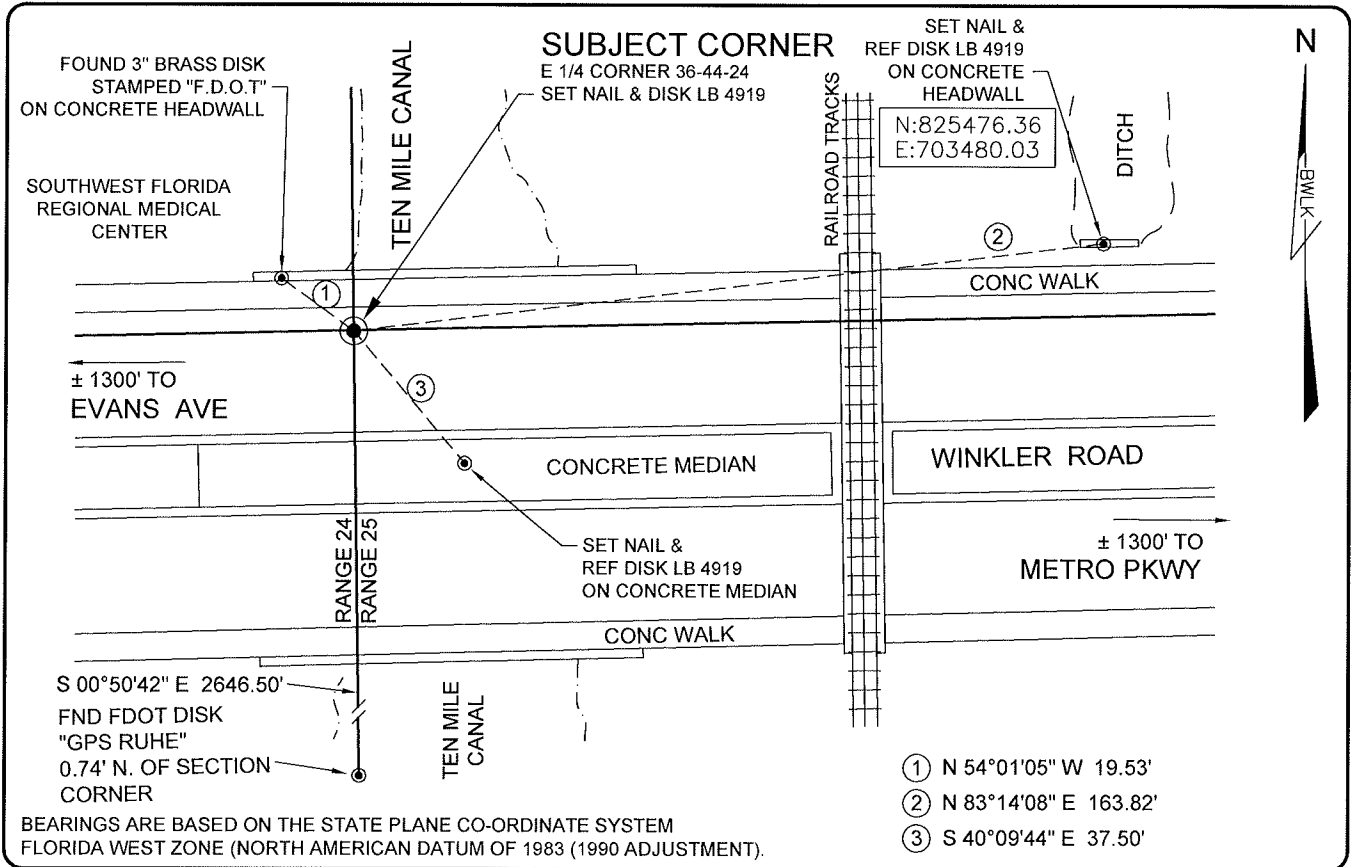 SUBJECT CORNER
E 1/4 CORNER 36-44-24
SET NAIL & DISK LB 4919
FOUND 3" BRASS DISK
STAMPED "F.D.O.T"
ON CONCRETE HEADWALL
SOUTHWEST FLORIDA
REGIONAL MEDICAL
CENTER
TEN MILE CANAL
SET NAIL &
REF DISK LB 4919
ON CONCRETE
HEADWALL
N:825476.36
E:703480.03
RAILROAD TRACKS
DITCH
N
BWLK
1
2
CONC WALK
± 1300' TO
EVANS AVE
3
CONCRETE MEDIAN
WINKLER ROAD
RANGE 24
RANGE 25
SET NAIL &
REF DISK LB 4919
ON CONCRETE MEDIAN
± 1300' TO
METRO PKWY
CONC WALK
S 00°50'42" E 2646.50'
FND FDOT DISK
"GPS RUHE"
0.74' N. OF SECTION
CORNER
TEN MILE
CANAL
1 N 54°01'05" W 19.53'
2 N 83°14'08" E 163.82'
3 S 40°09'44" E 37.50'
BEARINGS ARE BASED ON THE STATE PLANE CO-ORDINATE SYSTEM
FLORIDA WEST ZONE (NORTH AMERICAN DATUM OF 1983 (1990 ADJUSTMENT).